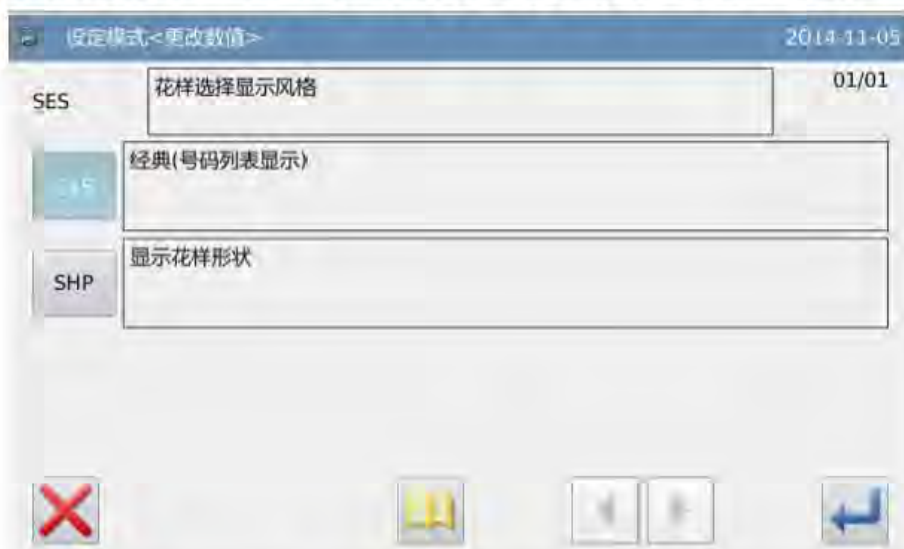 设定模式<更改数值>
2014-11-05
SES
花样选择显示风格
01/01
经典(号码列表显示)
SHP
显示花样形状